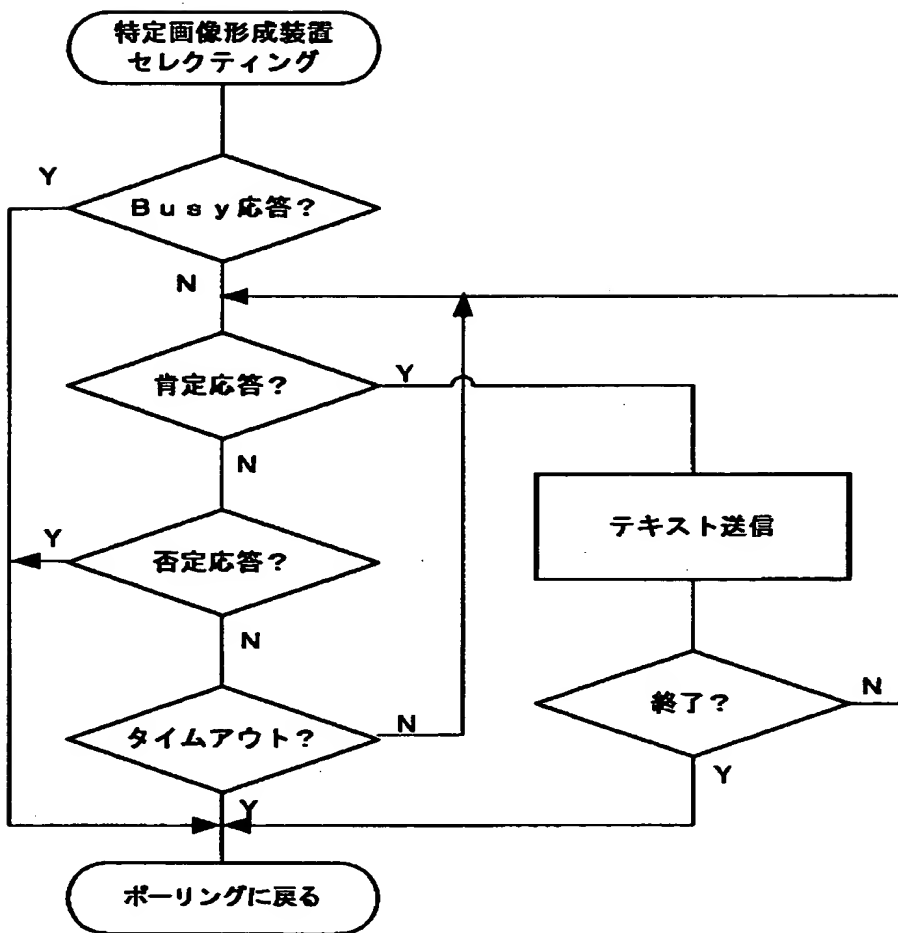 特定画像形成装置
セレクティング
Y
Ｂｕｓｙ応答？
N
肯定応答？
Y
N
テキスト送信
Y
否定応答？
N
終了？
N
タイムアウト？
N
Y
Y
ポーリングに戻る